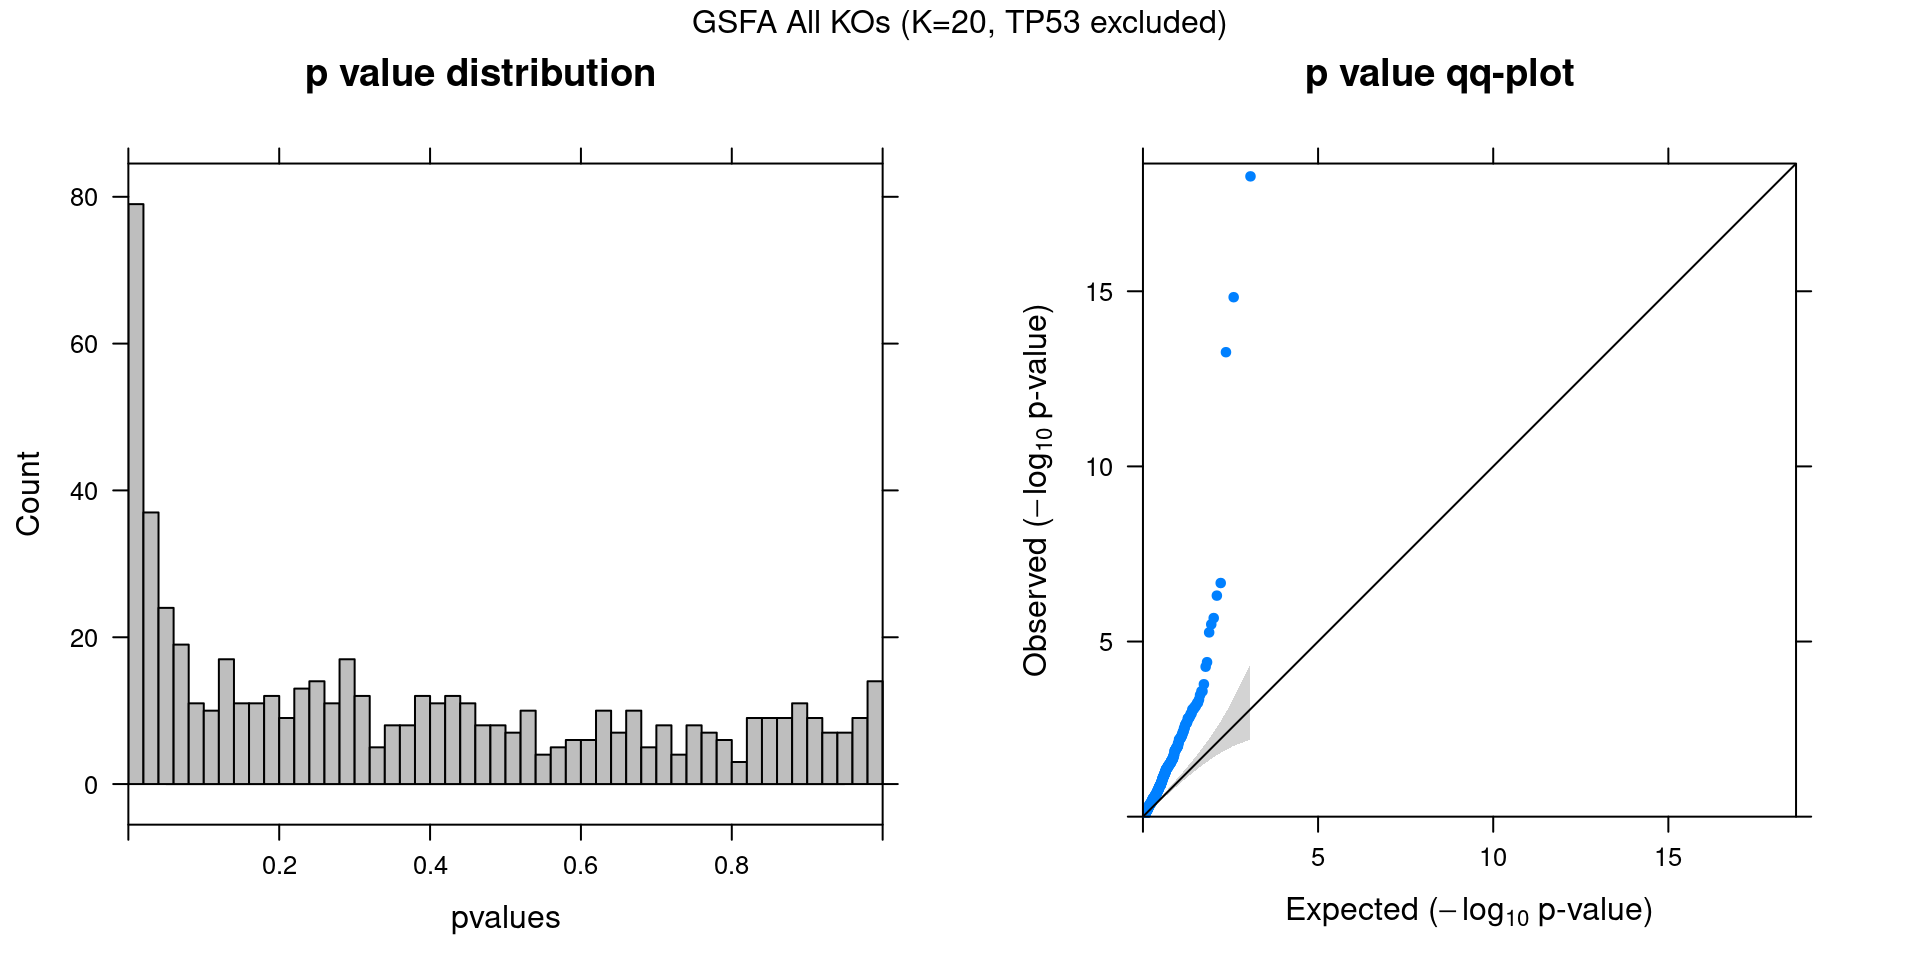 GSFA All KOs (K=20, TP53 excluded)
p value distribution
80
60
40
20
0
Count
0.2 0.4 0.6 0.8
pvalues
p value qq-plot
15
10
5
Observed (−log10 p-value)
5 10 15
Expected (−log10 p-value)